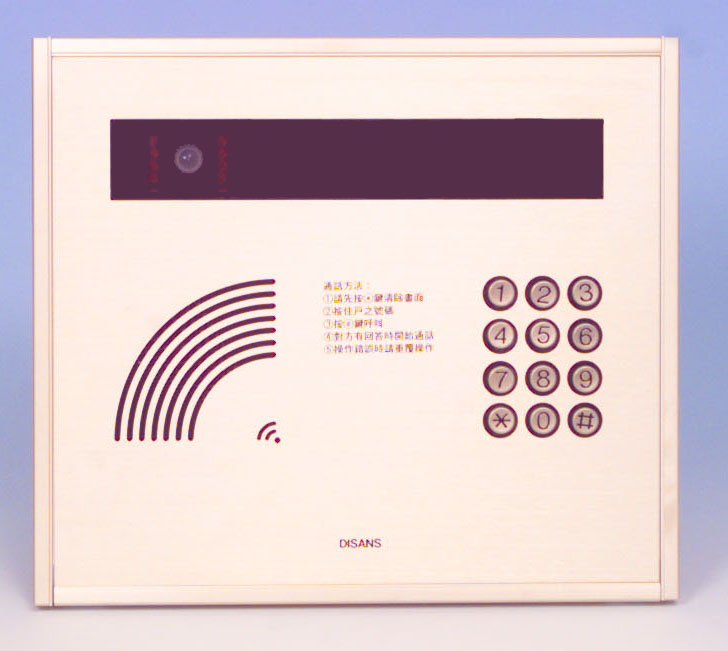 通話方法：
①請先按*鍵清除畫面
②按住戶之號碼
③按#鍵呼叫
④對方有回答時開始通話
⑤操作錯誤時請重覆操作
1 2 3
4 5 6
7 8 9
* 0 #
DISANS